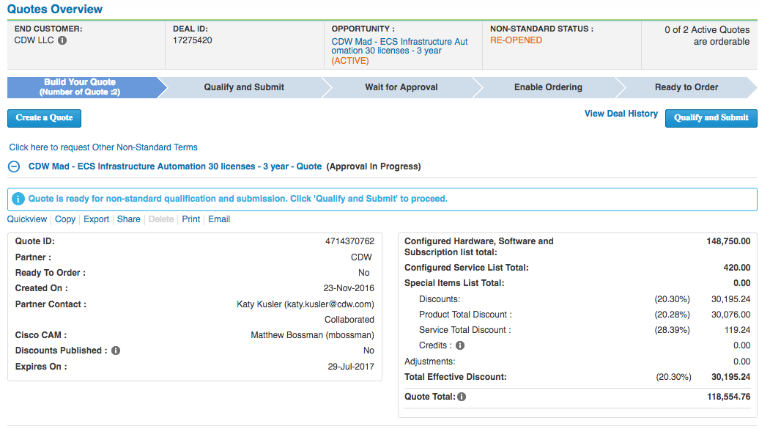 Quotes Overview
END CUSTOMER:
CDW LLC
DEAL ID:
17275420
OPPORTUNITY :
CDW Mad - ECS Infrastructure Aut
omation 30 licenses - 3 year
(ACTIVE)
NON-STANDARD STATUS :
RE-OPENED
0 of 2 Active Quotes
are orderable
Build Your Quote
(Number of Quote :2)
Qualify and Submit
Wait for Approval
Enable Ordering
Ready to Order
Create a Quote
View Deal History
Qualify and Submit
Click here to request Other Non-Standard Terms
CDW Mad - ECS Infrastructure Automation 30 licenses - 3 year - Quote (Approval In Progress)
Quote is ready for non-standard qualification and submission. Click 'Qualify and Submit' to proceed.
Quickview Copy Export Share Delete Print Email
Quote ID: 4714370762
Partner : CDW
Ready To Order : No
Created On : 23-Nov-2016
Partner Contact : Katy Kusler (katy.kusler@cdw.com)
Collaborated
Cisco CAM : Matthew Bossman (mbossman)
Discounts Published : No
Expires On : 29-Jul-2017
Configured Hardware, Software and 148,750.00
Subscription list total:
Configured Service List Total: 420.00
Special Items List Total: 0.00
Discounts: (20.30%) 30,195.24
Product Total Discount : (20.28%) 30,076.00
Service Total Discount : (28.39%) 119.24
Credits : 0.00
Adjustments: 0.00
Total Effective Discount: (20.30%) 30,195.24
Quote Total: 118,554.76